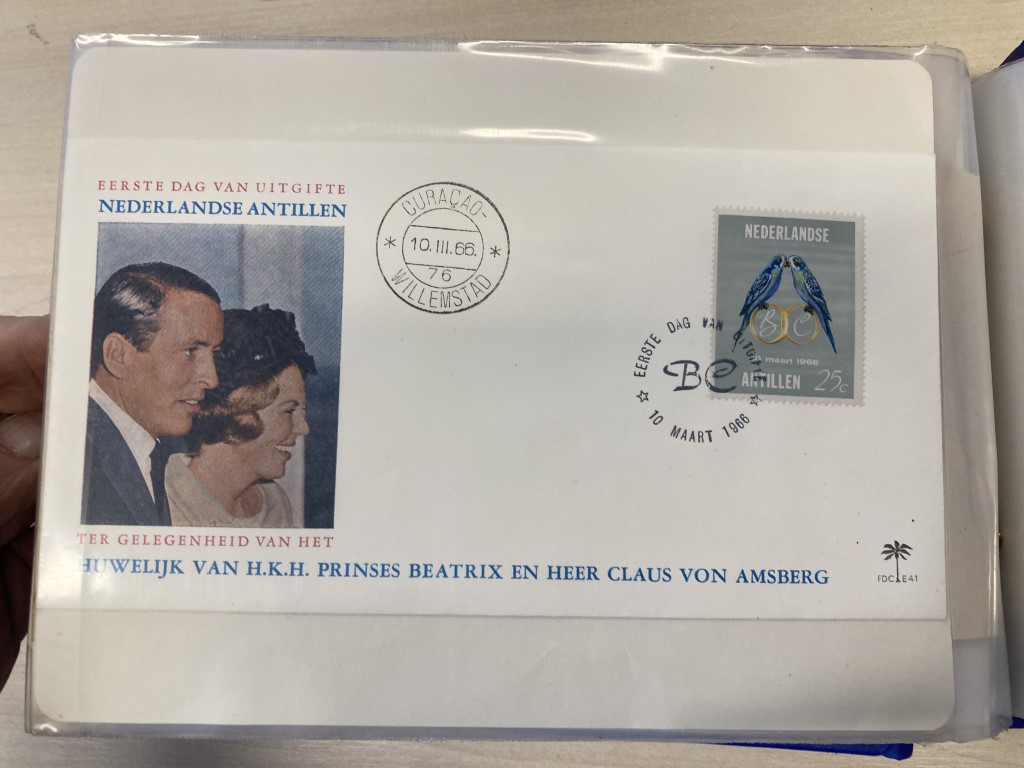 EERSTE DAG VAN UITGIFTE
NEDERLANDSE ANTILLEN
CURAÇAO-
* 10.III.66. *
76
WILLEMSTAD
NEDERLANDSE
B C
maart 1966
ANTILLEN 25c
EERSTE DAG VAN UITGIFTE
BC
☆ 10 MAART 1966 ☆
TER GELEGENHEID VAN HET
HUWELIJK VAN H.K.H. PRINSES BEATRIX EN HEER CLAUS VON AMSBERG
FDC E 41